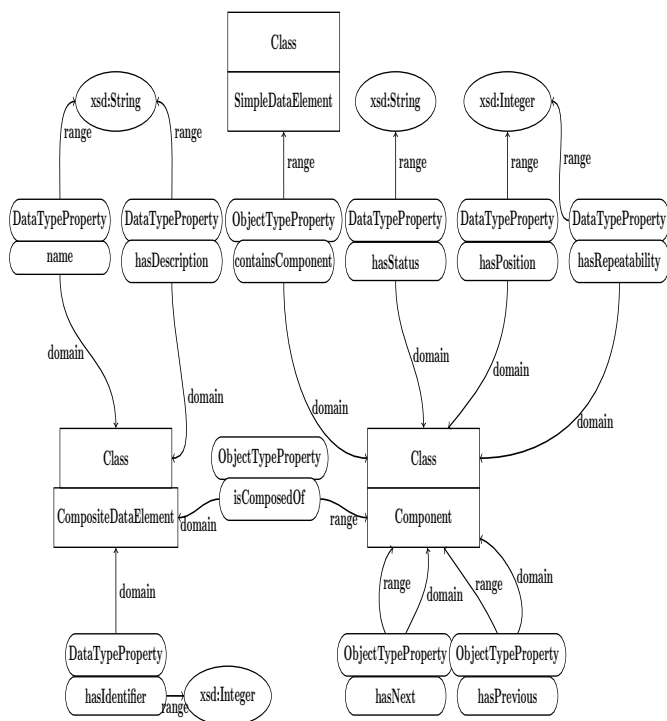 Class
SimpleDataElement
xsd:String
xsd:String
xsd:Integer
range
range
range
range
range
range
DataTypeProperty
name
DataTypeProperty
hasDescription
ObjectTypeProperty
containsComponent
DataTypeProperty
hasStatus
DataTypeProperty
hasPosition
DataTypeProperty
hasRepeatability
domain
domain
domain
domain
domain
domain
Class
CompositeDataElement
ObjectTypeProperty
isComposedOf
domain
range
Class
Component
domain
range
domain
range
domain
DataTypeProperty
hasIdentifier
range
xsd:Integer
ObjectTypeProperty
hasNext
ObjectTypeProperty
hasPrevious